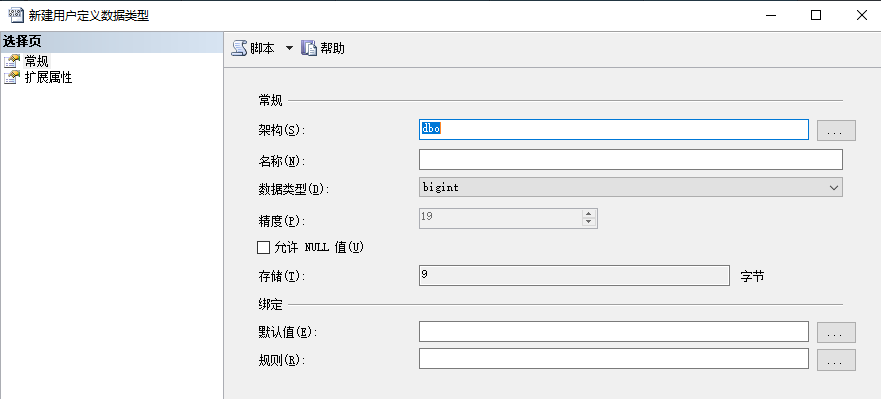 新建用户定义数据类型
选择页
常规
扩展属性
脚本 帮助
常规
架构(S): dbo ...
名称(N):
数据类型(D): bigint
精度(P): 19
允许 NULL 值(U)
存储(T): 9 字节
绑定
默认值(E): ...
规则(R): ...